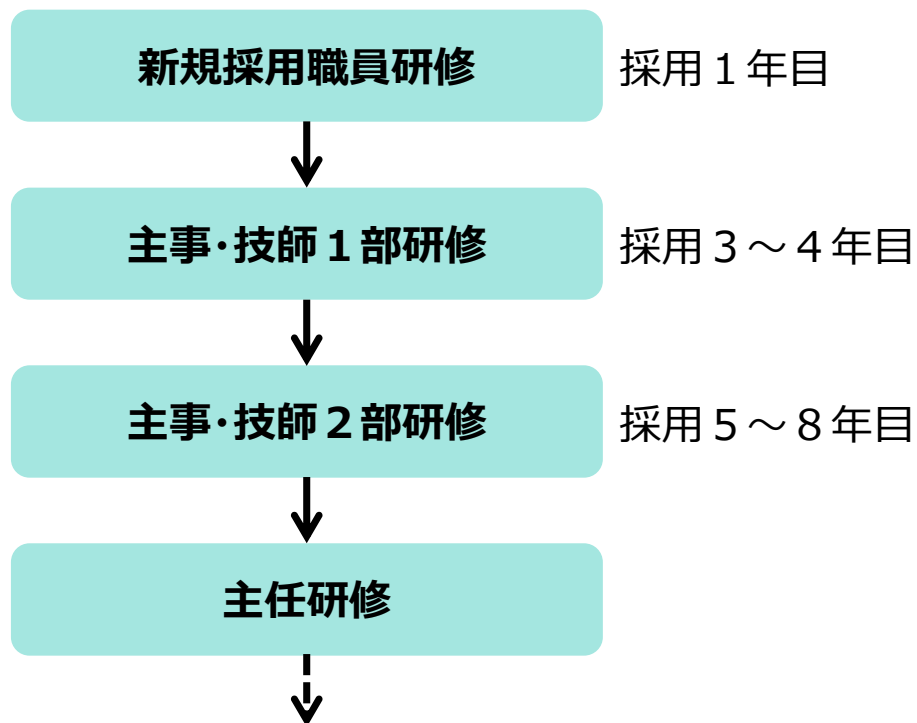 新規採用職員研修 採用１年目
主事･技師１部研修 採用３～４年目
主事･技師２部研修 採用５～８年目
主任研修